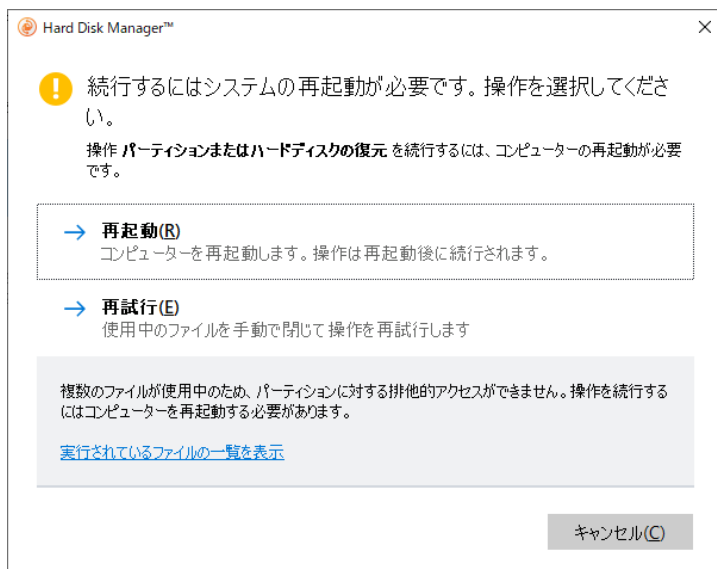 Hard Disk Manager™
続行するにはシステムの再起動が必要です。操作を選択してくださ
い。
操作 パーティションまたはハードディスクの復元 を続行するには、コンピューターの再起動が必要
です。
再起動(R)
コンピューターを再起動します。操作は再起動後に続行されます。
再試行(E)
使用中のファイルを手動で閉じて操作を再試行します
複数のファイルが使用中のため、パーティションに対する排他的アクセスができません。操作を続行する
にはコンピューターを再起動する必要があります。
実行されているファイルの一覧を表示
キャンセル(C)